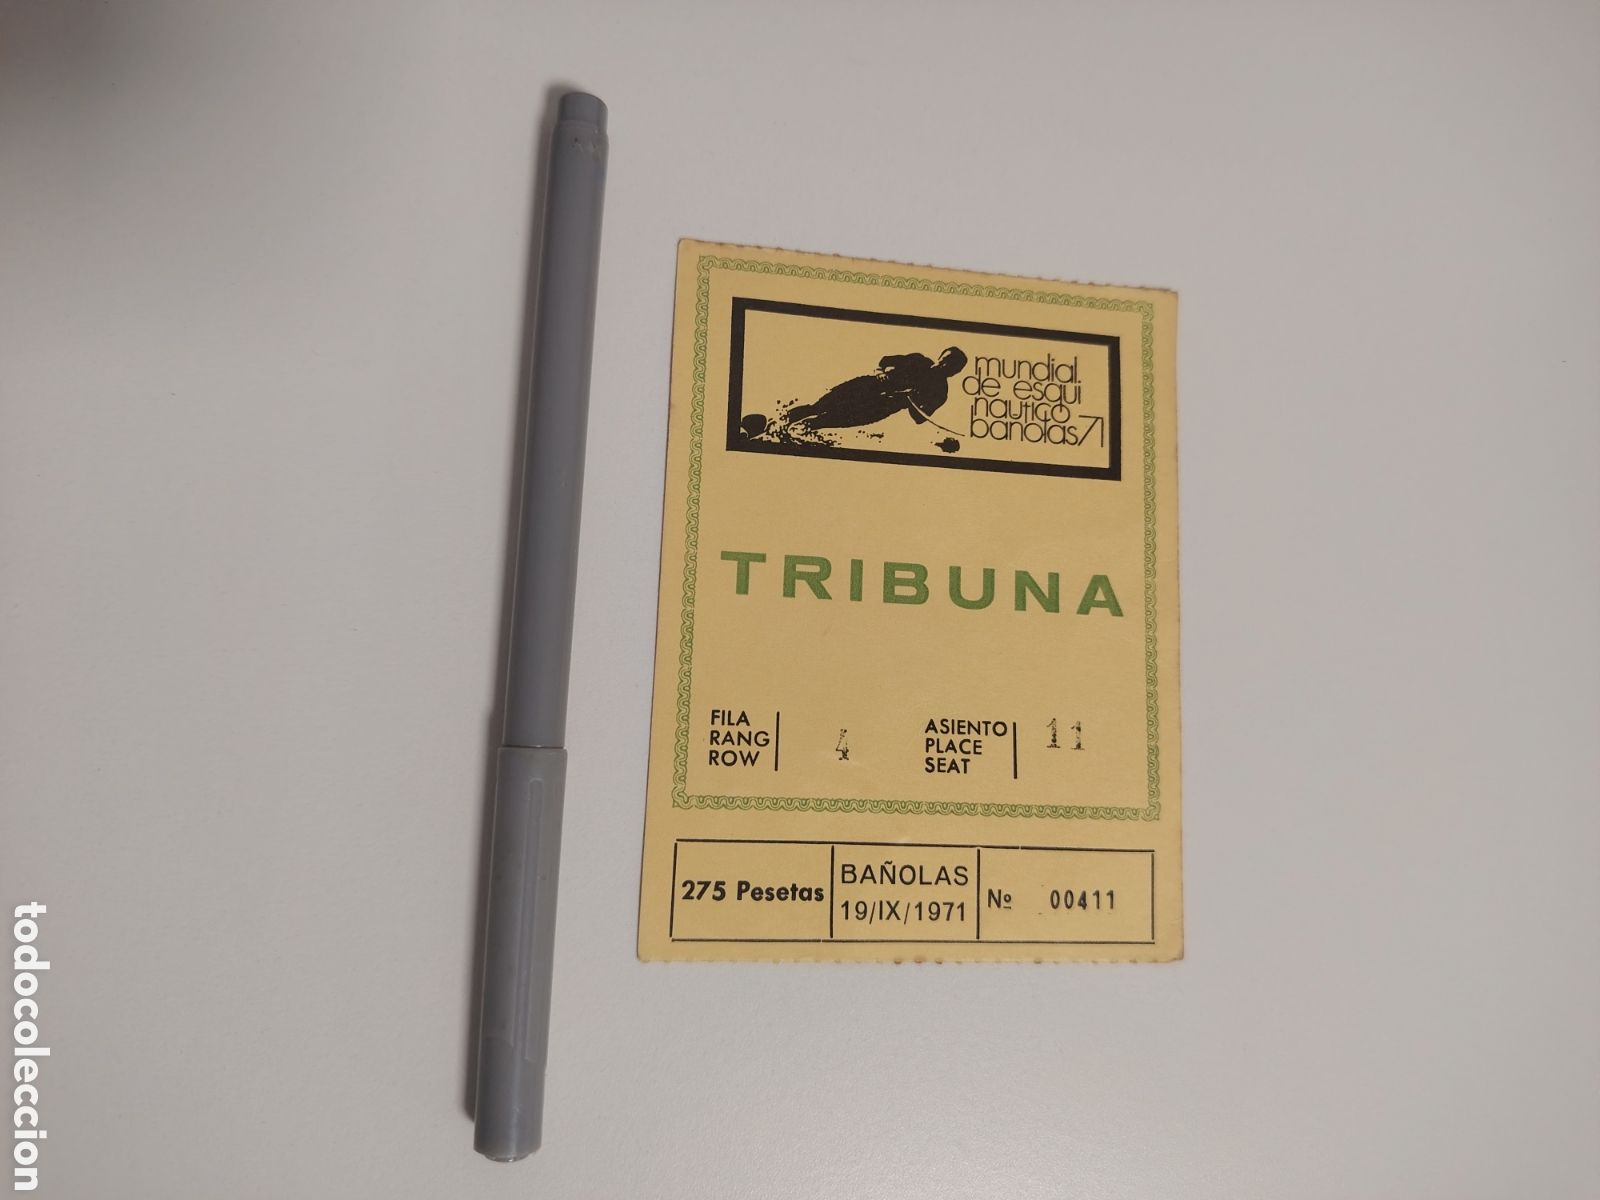 mundial.
de esqui
nautico
bañolas 71
TRIBUNA
FILA
RANG
ROW
4
ASIENTO
PLACE
SEAT
11
275 Pesetas
BAÑOLAS
19/IX/1971
Nº 00411
todocoleccion